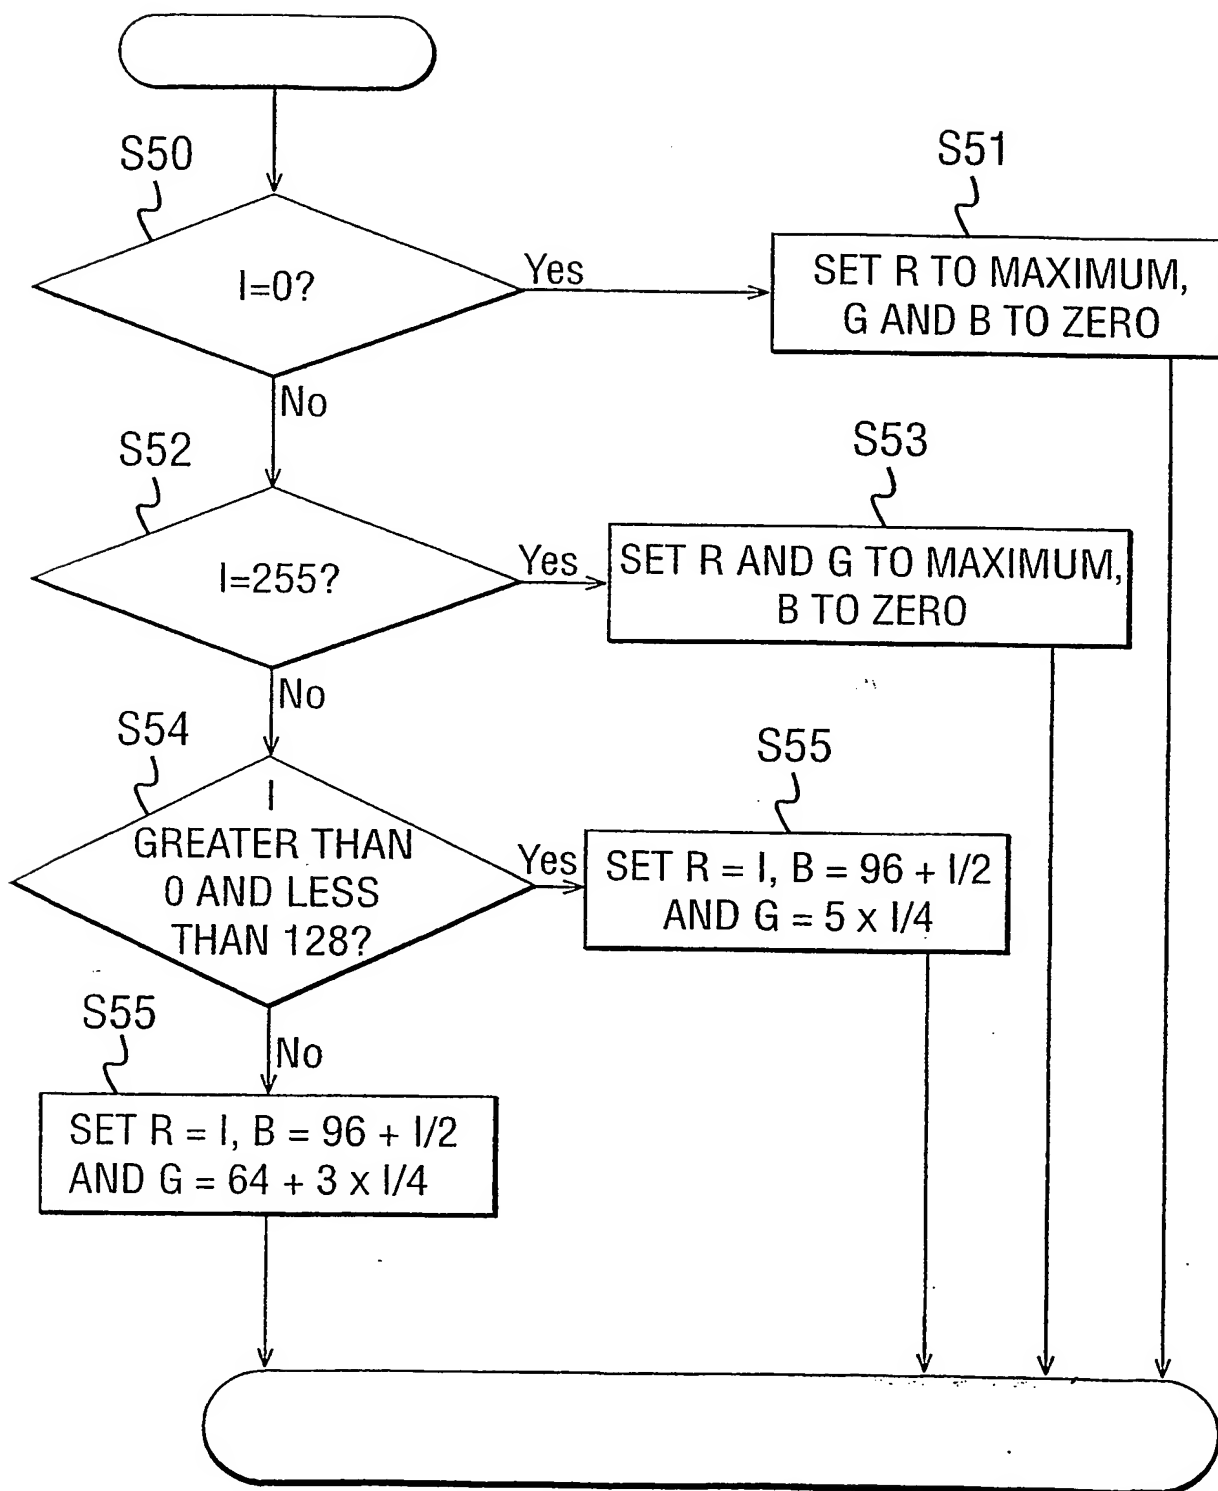 S50
I=0?
Yes
S51
SET R TO MAXIMUM,
G AND B TO ZERO
No
S52
I=255?
Yes
S53
SET R AND G TO MAXIMUM,
B TO ZERO
No
S54
I
GREATER THAN
0 AND LESS
THAN 128?
Yes
S55
SET R = I, B = 96 + I/2
AND G = 5 x I/4
No
S55
SET R = I, B = 96 + I/2
AND G = 64 + 3 x I/4